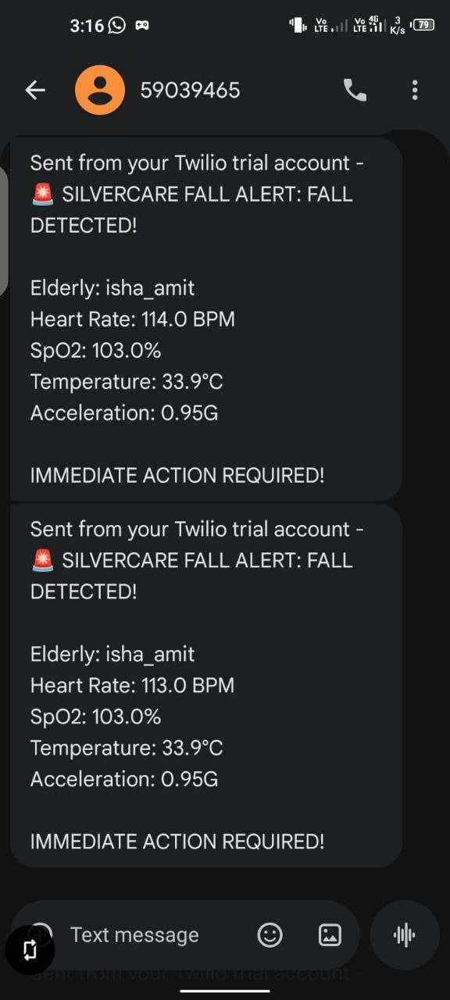 3:16
Vo LTE
Vo 4G LTE
3 K/s
79
59039465
Sent from your Twilio trial account -
🚨 SILVERCARE FALL ALERT: FALL
DETECTED!
Elderly: isha_amit
Heart Rate: 114.0 BPM
SpO2: 103.0%
Temperature: 33.9°C
Acceleration: 0.95G
IMMEDIATE ACTION REQUIRED!
Sent from your Twilio trial account -
🚨 SILVERCARE FALL ALERT: FALL
DETECTED!
Elderly: isha_amit
Heart Rate: 113.0 BPM
SpO2: 103.0%
Temperature: 33.9°C
Acceleration: 0.95G
IMMEDIATE ACTION REQUIRED!
Text message
Sent from your Twilio trial account -